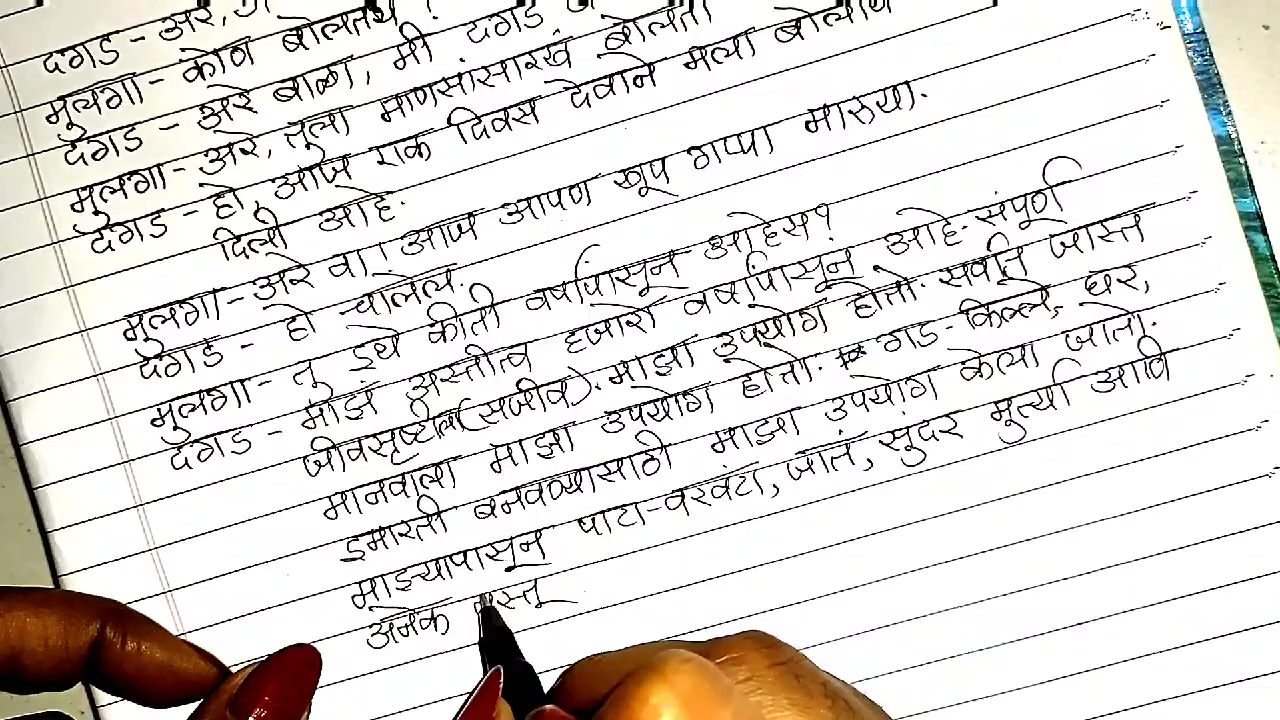 दगड - अरे,
मुलगा - कोण बोलतंय ?
दगड - अरे बाळा, मी दगड
मुलगा - अरे, तुला माणसांसारखं बोलता
दगड - हो, आज एक दिवस देवाने मला बोलाण
दिली आहे.
मुलगा - अरे वा। आज आपण खूप गप्पा मारुया.
दगड - हो चालेल.
मुलगा - तु इथे कीती वर्षापासून आहेस?
दगड - माझं अस्तीत्व हजारो वर्षापासून आहे. संपूर्ण
जीवसृष्टीला (सजीव). माझा उपयोग होतो. सर्वात जास्त
मानवाला माझा उपयोग होतो. गड-किल्ले, घर,
इमारती बनवण्यासाठी माझा उपयोग केला जातो.
माझ्यापासून पाटा-वरवंटा, जातं, सुंदर मुर्त्या आणि
अनेक वस्तू